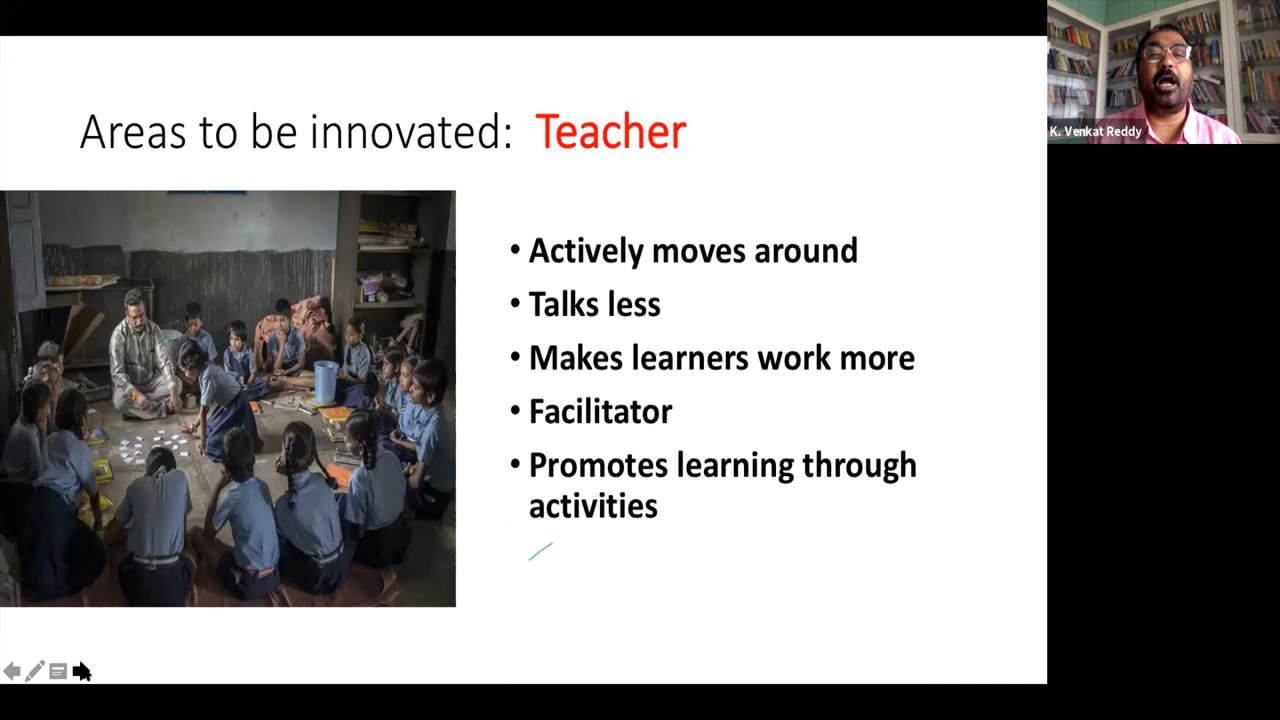 Areas to be innovated: Teacher
• Actively moves around
• Talks less
• Makes learners work more
• Facilitator
• Promotes learning through
activities
K. Venkat Reddy